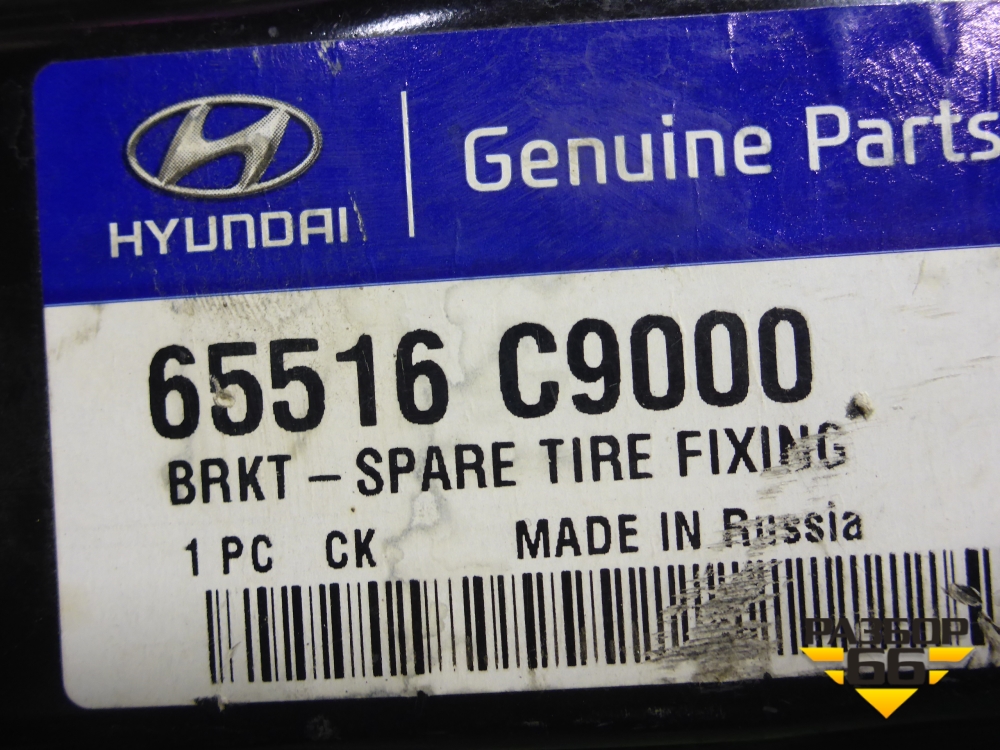 HYUNDAI
Genuine Parts
65516 C9000
BRKT - SPARE TIRE FIXING
1 PC CK MADE IN Russia
РАЗБОР
66